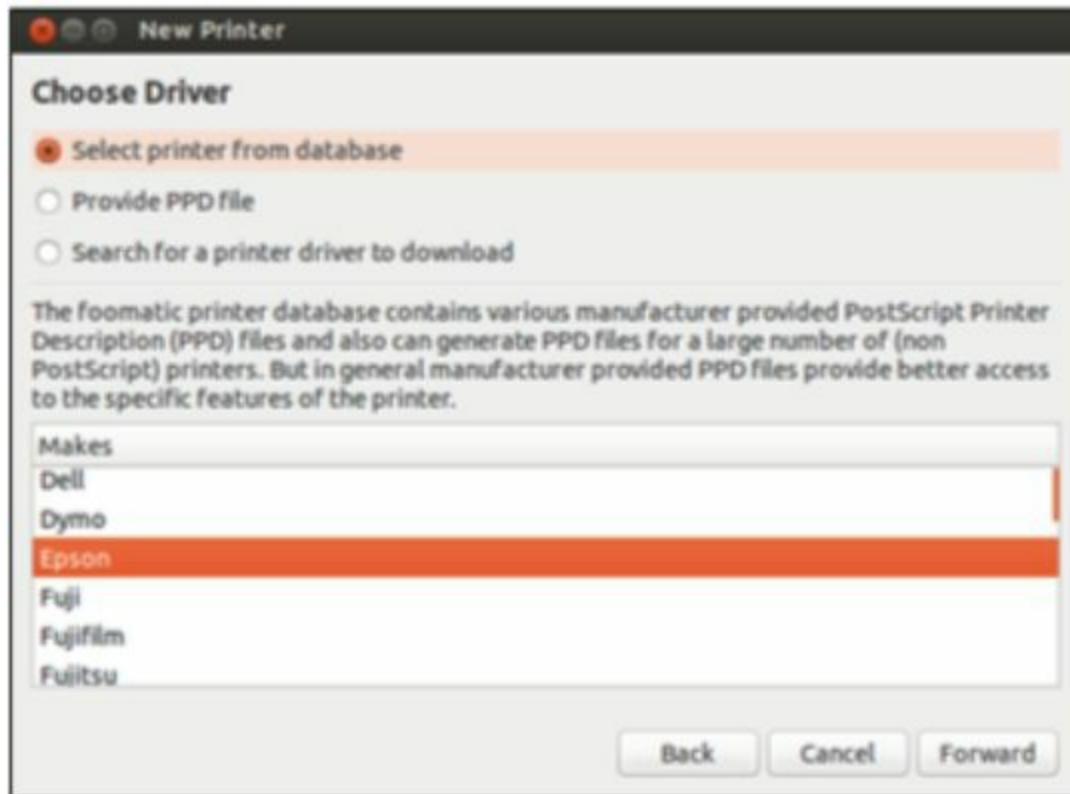 New Printer
Choose Driver
Select printer from database
Provide PPD file
Search for a printer driver to download
The foomatic printer database contains various manufacturer provided PostScript Printer
Description (PPD) files and also can generate PPD files for a large number of (non
PostScript) printers. But in general manufacturer provided PPD files provide better access
to the specific features of the printer.
Makes
Dell
Dymo
Epson
Fuji
Fujifilm
Fujitsu
Back Cancel Forward